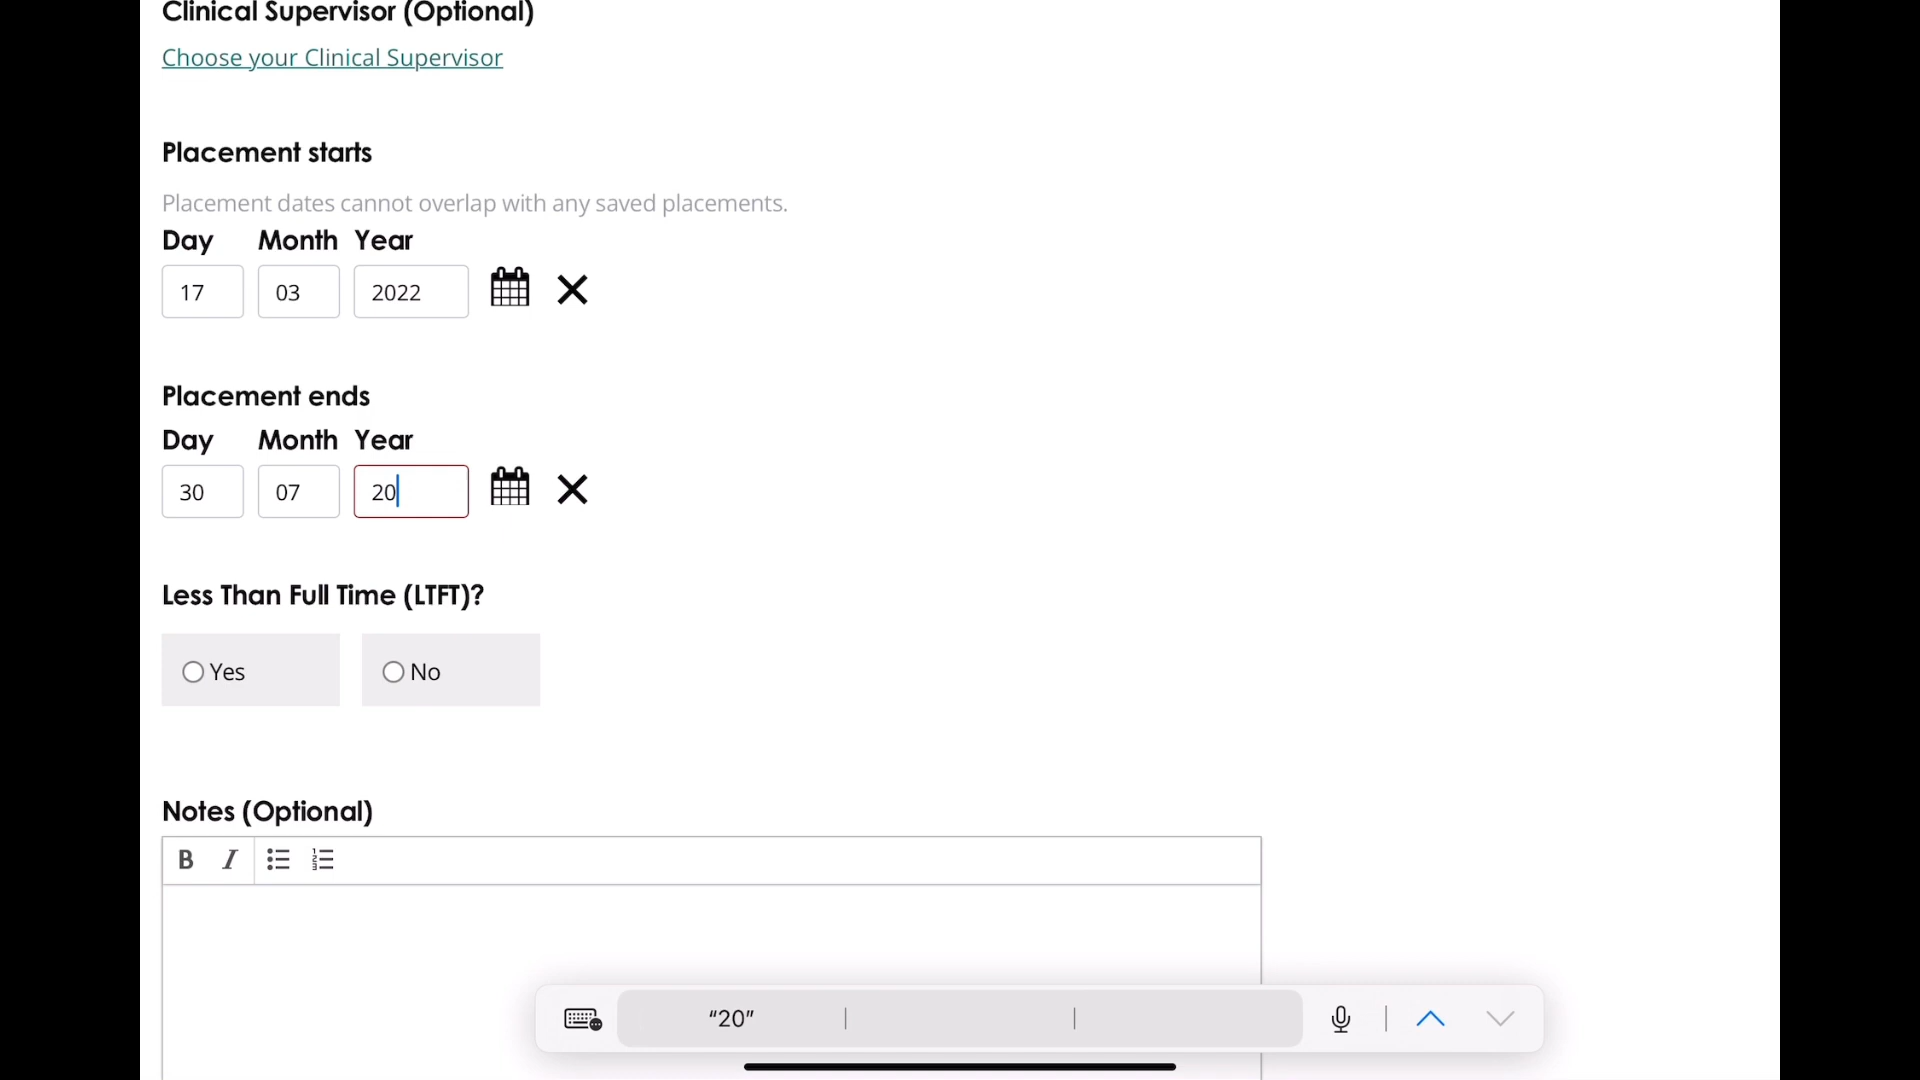 Clinical Supervisor (Optional)
Choose your Clinical Supervisor
Placement starts
Placement dates cannot overlap with any saved placements.
Day Month Year
17 03 2022
Placement ends
Day Month Year
30 07 20
Less Than Full Time (LTFT)?
Yes No
Notes (Optional)
B I
“20”